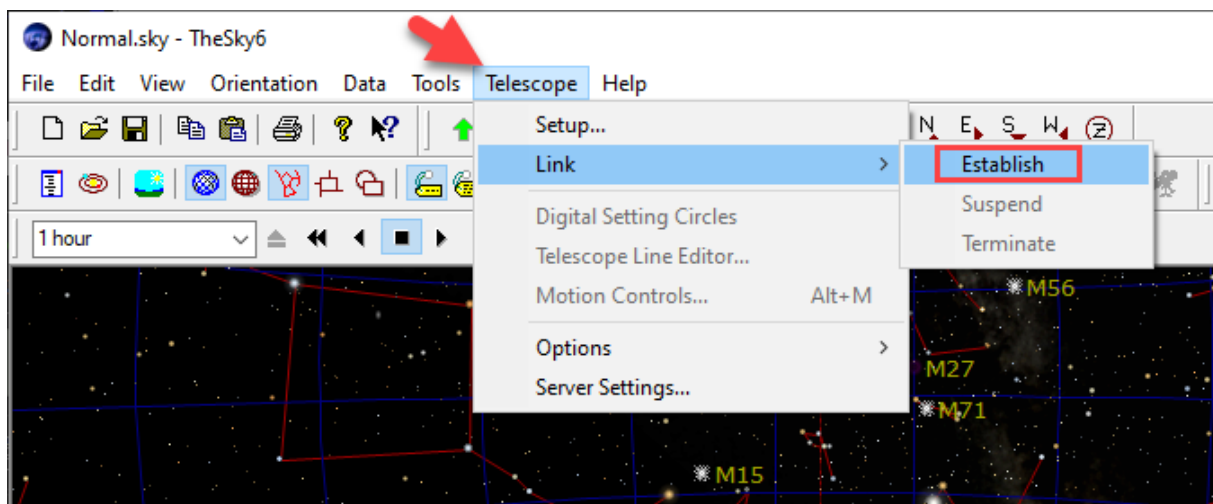 Normal.sky - TheSky6
File Edit View Orientation Data Tools Telescope Help
Setup...
N E S W Z
Link
Establish
Suspend
Digital Setting Circles
1 hour
Terminate
Telescope Line Editor...
Motion Controls... Alt+M
M56
Options
M27
Server Settings...
M71
M15